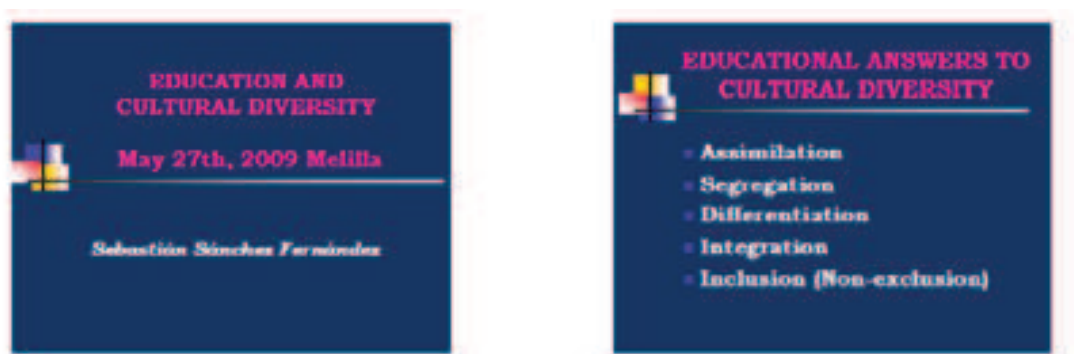 EDUCATION AND
CULTURAL DIVERSITY
May 27th, 2009 Melilla
Sebastián Sánchez Fernández
EDUCATIONAL ANSWERS TO
CULTURAL DIVERSITY
Assimilation
Segregation
Differentiation
Integration
Inclusion (Non-exclusion)